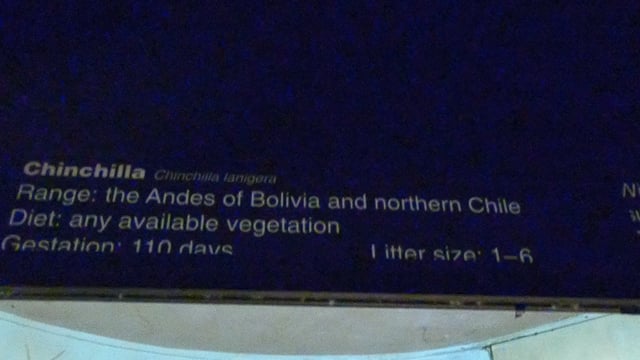 Chinchilla Chinchilla lanigera
Range: the Andes of Bolivia and northern Chile
Diet: any available vegetation
Gestation: 110 days Litter size: 1–6